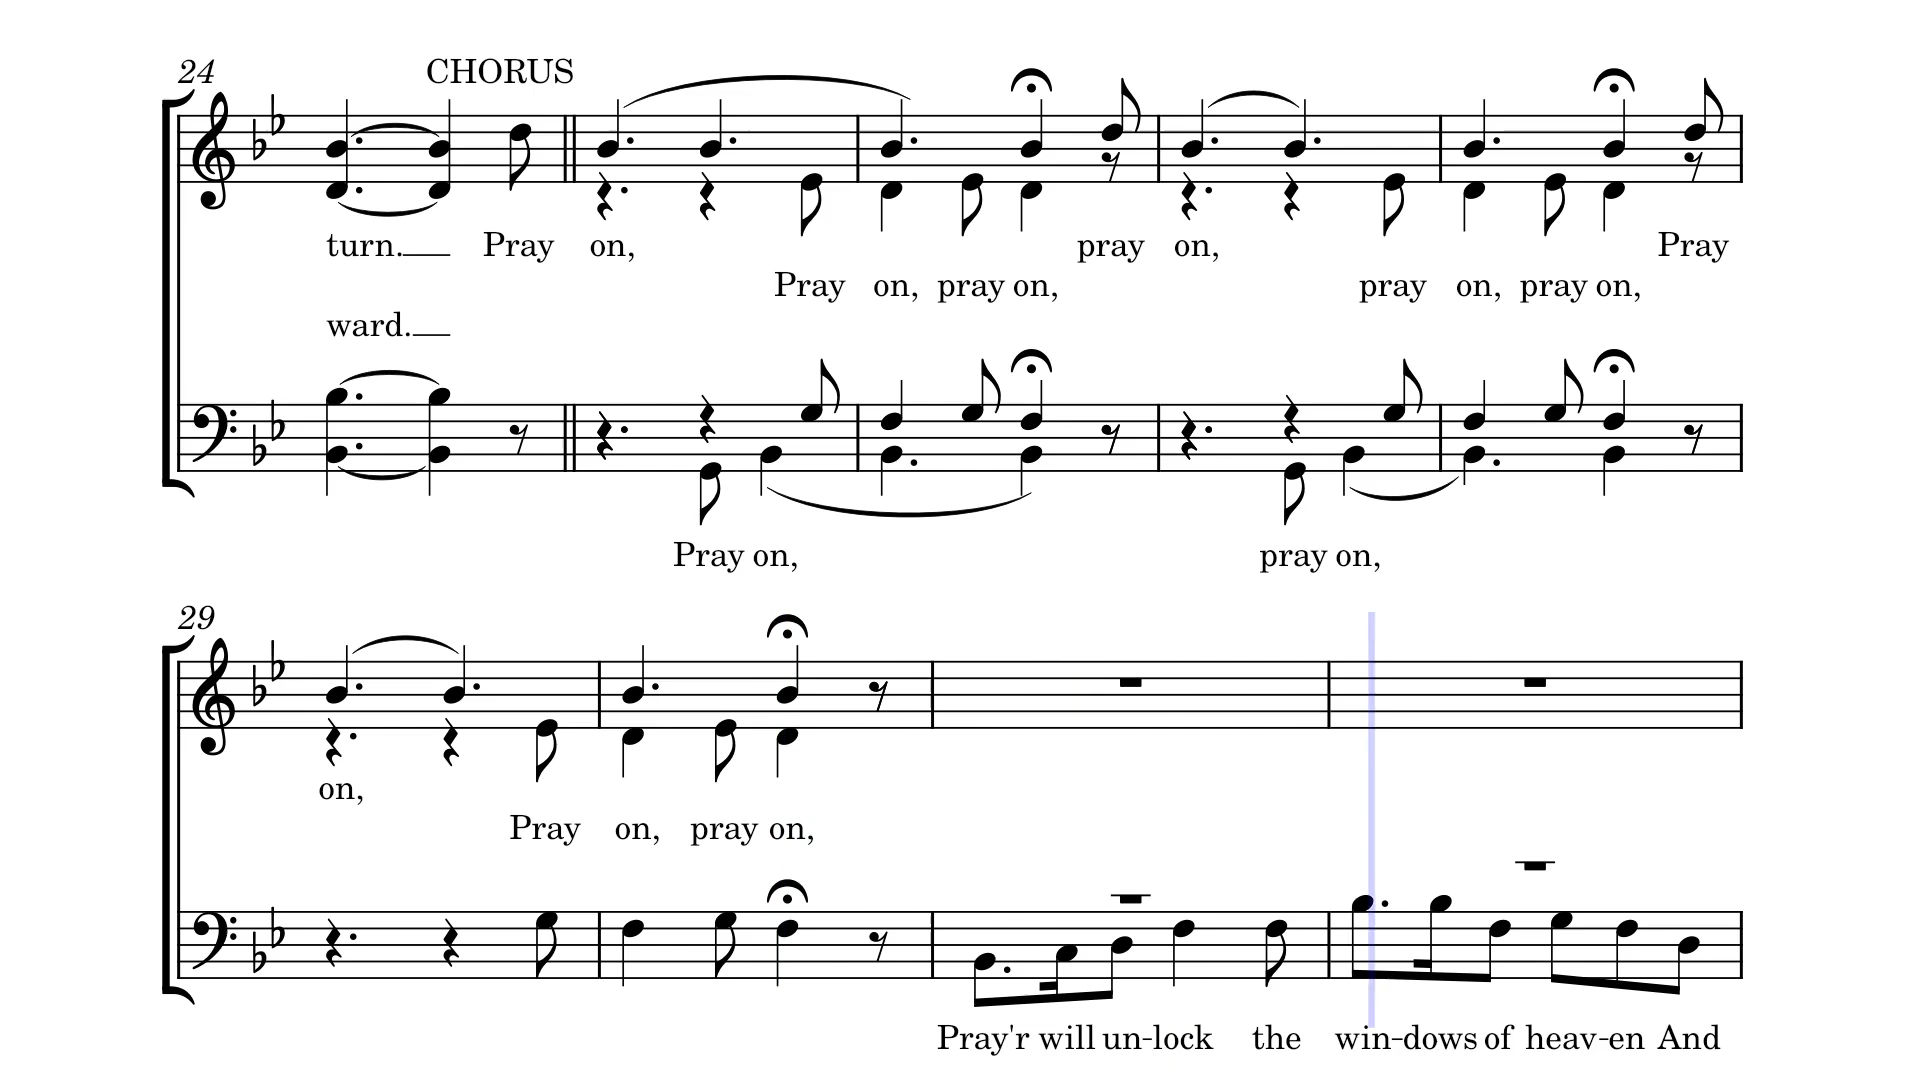 24
CHORUS
turn. Pray on, pray on, Pray
Pray on, pray on, pray on, pray on,
ward.
Pray on, pray on,
29
on,
Pray on, pray on,
Pray'r will un-lock the win-dows of heav-en And